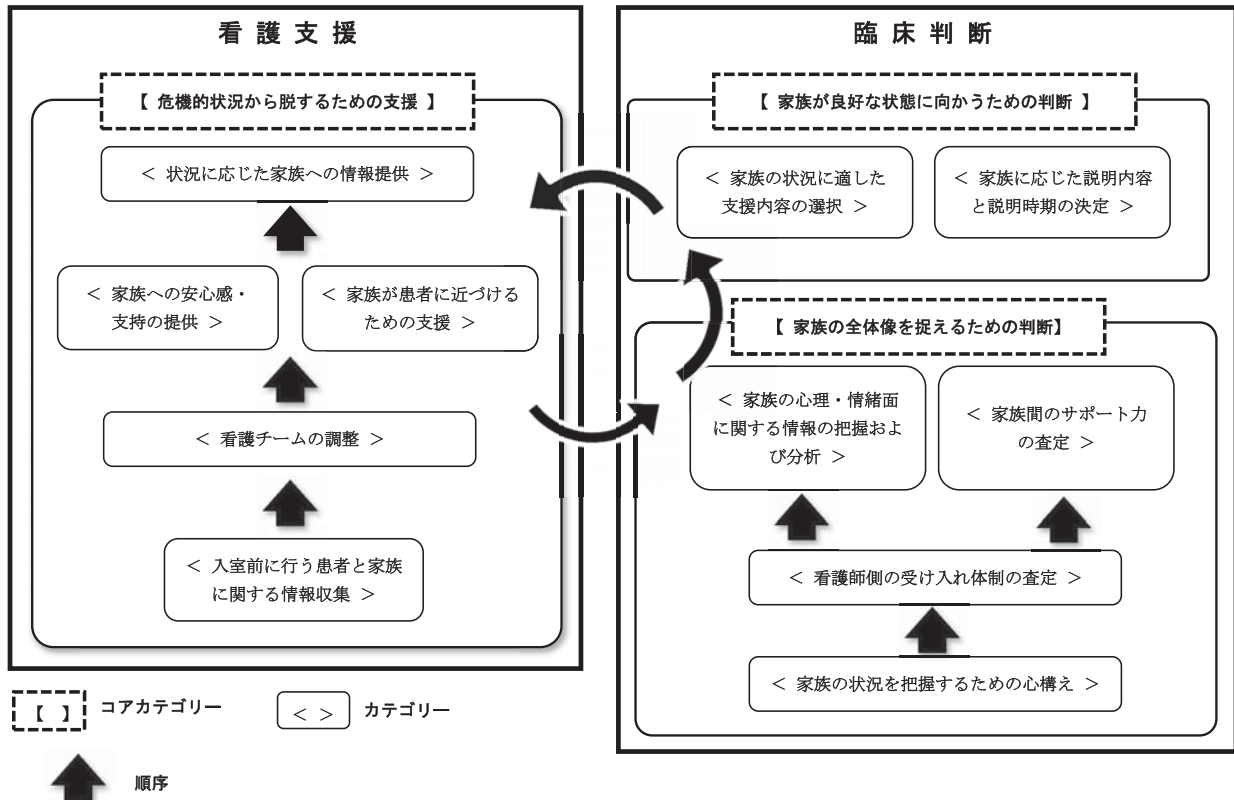 看護支援
【 危機的状況から脱するための支援 】
< 状況に応じた家族への情報提供 >
< 家族への安心感・
支持の提供 >
< 家族が患者に近づける
ための支援 >
< 看護チームの調整 >
< 入室前に行う患者と家族
に関する情報収集 >
臨床判断
【 家族が良好な状態に向かうための判断 】
< 家族の状況に適した
支援内容の選択 >
< 家族に応じた説明内容
と説明時期の決定 >
【 家族の全体像を捉えるための判断】
< 家族の心理・情緒面
に関する情報の把握およ
び分析 >
< 家族間のサポート力
の査定 >
< 看護師側の受け入れ体制の査定 >
< 家族の状況を把握するための心構え >
【 】 コアカテゴリー
< > カテゴリー
順序